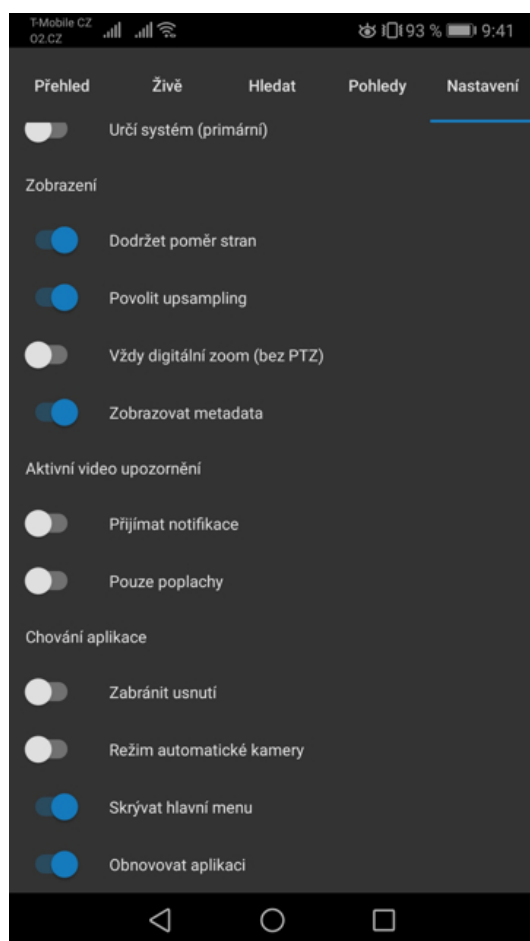 T-Mobile CZ
O2.CZ
93 % 9:41
Přehled Živě Hledat Pohledy Nastavení
Určí systém (primární)
Zobrazení
Dodržet poměr stran
Povolit upsampling
Vždy digitální zoom (bez PTZ)
Zobrazovat metadata
Aktivní video upozornění
Přijímat notifikace
Pouze poplachy
Chování aplikace
Zabránit usnutí
Režim automatické kamery
Skrývat hlavní menu
Obnovovat aplikaci